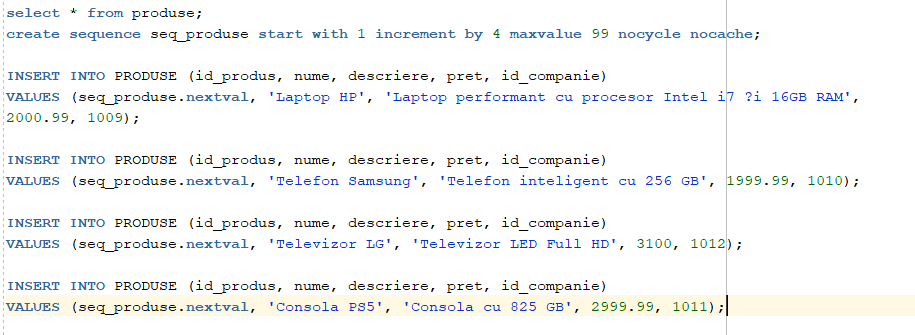 select * from produse;
create sequence seq_produse start with 1 increment by 4 maxvalue 99 nocycle nocache;
INSERT INTO PRODUSE (id_produs, nume, descriere, pret, id_companie)
VALUES (seq_produse.nextval, 'Laptop HP', 'Laptop performant cu procesor Intel i7 ?i 16GB RAM',
2000.99, 1009);
INSERT INTO PRODUSE (id_produs, nume, descriere, pret, id_companie)
VALUES (seq_produse.nextval, 'Telefon Samsung', 'Telefon inteligent cu 256 GB', 1999.99, 1010);
INSERT INTO PRODUSE (id_produs, nume, descriere, pret, id_companie)
VALUES (seq_produse.nextval, 'Televizor LG', 'Televizor LED Full HD', 3100, 1012);
INSERT INTO PRODUSE (id_produs, nume, descriere, pret, id_companie)
VALUES (seq_produse.nextval, 'Consola PS5', 'Consola cu 825 GB', 2999.99, 1011);